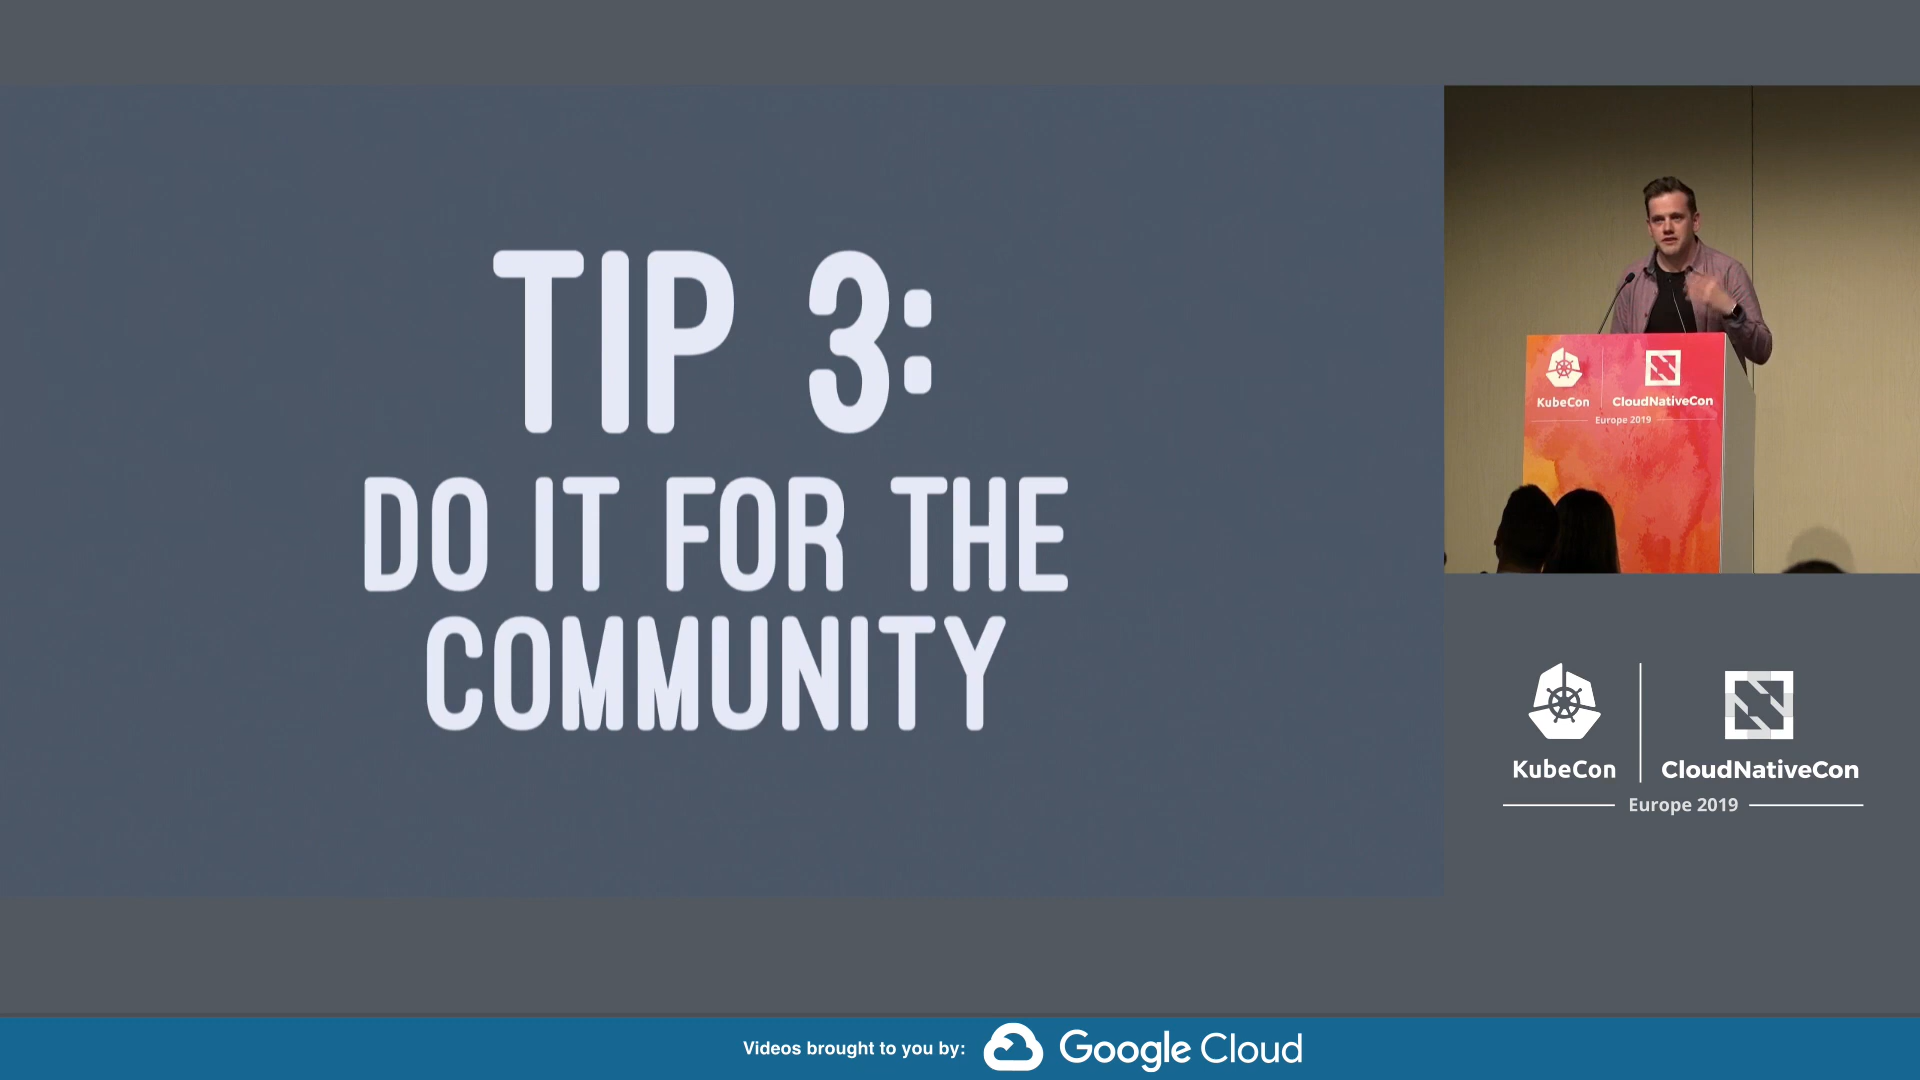 TIP 3:
DO IT FOR THE
COMMUNITY
KubeCon
CloudNativeCon
Europe 2019
KubeCon
CloudNativeCon
Europe 2019
Videos brought to you by:
Google Cloud